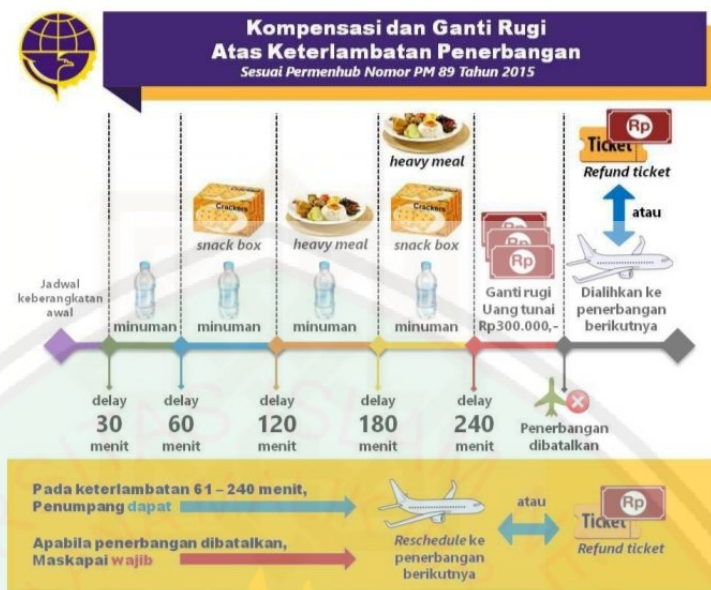 Kompensasi dan Ganti Rugi
Atas Keterlambatan Penerbangan
Sesuai Permenhub Nomor PM 89 Tahun 2015
Rp
Ticket
Refund ticket
atau
heavy meal
Crackers
snack box
heavy meal
Crackers
snack box
Rp
Jadwal
keberangkatan
awal
minuman
minuman
minuman
minuman
Ganti rugi
Uang tunai
Rp300.000,-
Dialihkan ke
penerbangan
berikutnya
delay
30
menit
delay
60
menit
delay
120
menit
delay
180
menit
delay
240
menit
Penerbangan
dibatalkan
Pada keterlambatan 61 – 240 menit,
Penumpang dapat
Apabila penerbangan dibatalkan,
Maskapai wajib
Reschedule ke
penerbangan
berikutnya
atau
Rp
Ticket
Refund ticket